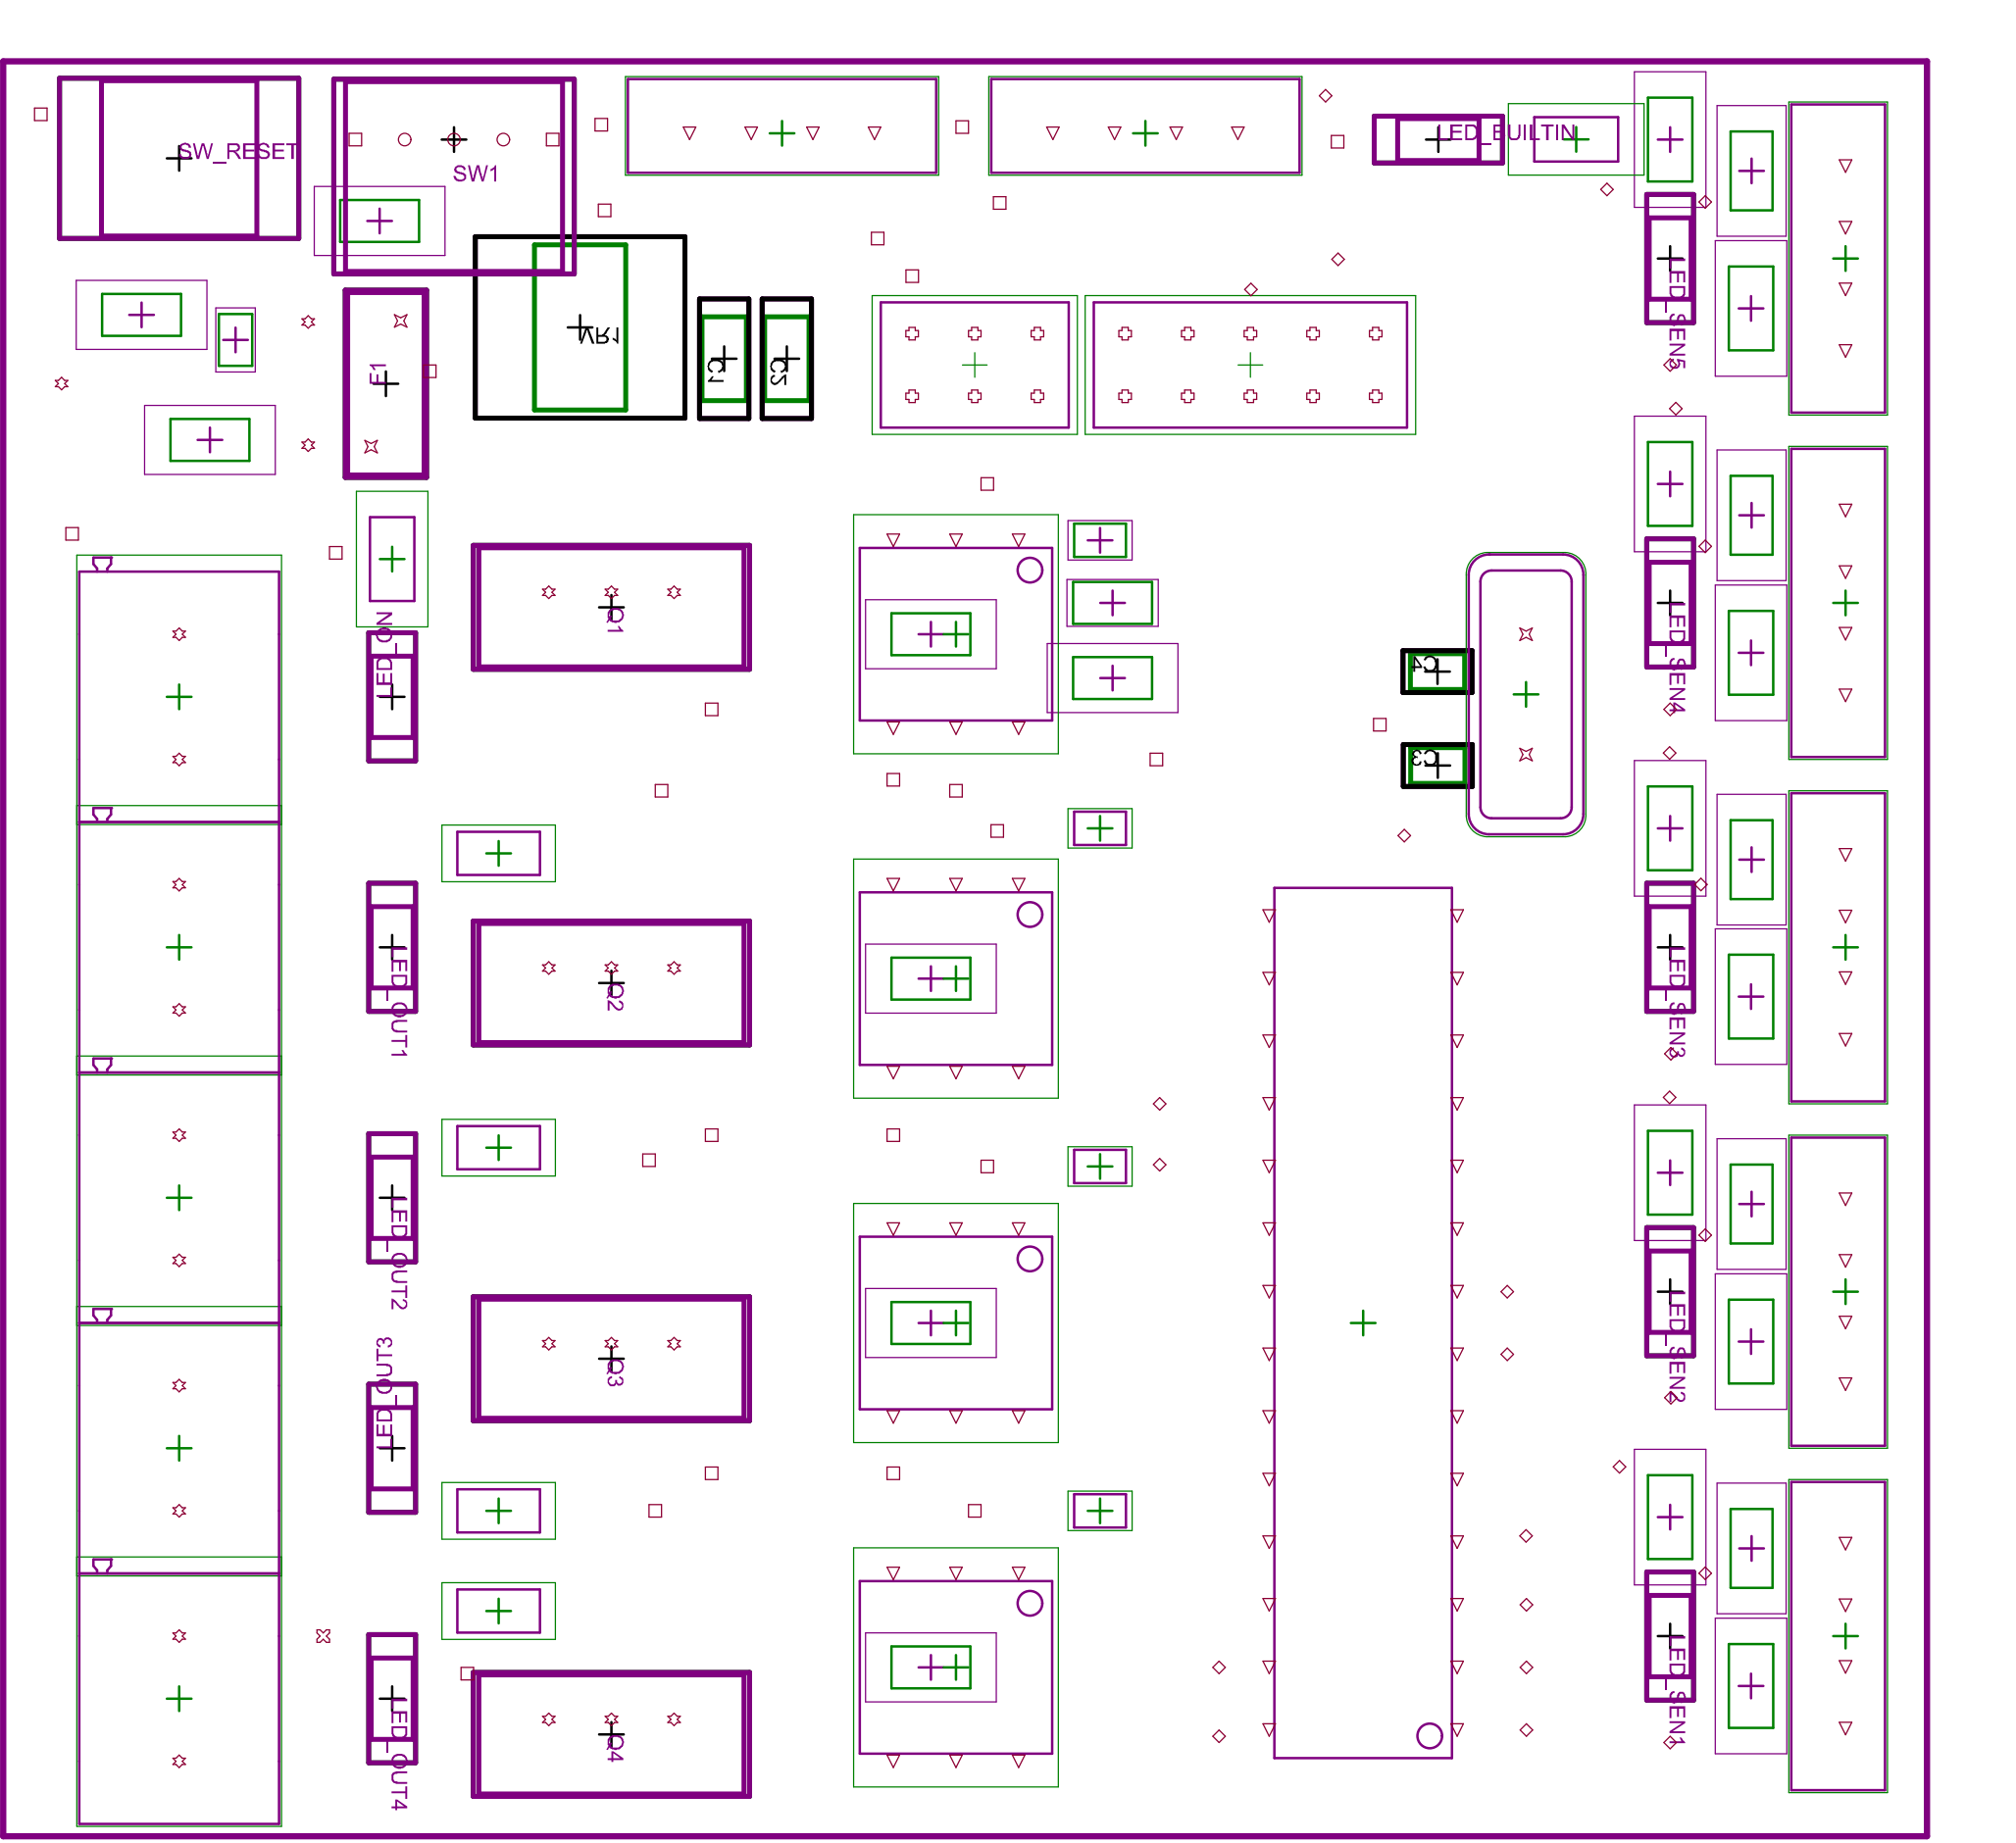 SW_RESET
SW1
LED_BUILTIN
VR1
F1
C1
C2
LED_SEN5
LED_ON
Q1
C4
C3
LED_SEN4
LED_OUT1
Q2
LED_SEN3
LED_OUT2
LED_OUT3
Q3
LED_SEN2
LED_OUT4
Q4
LED_SEN1